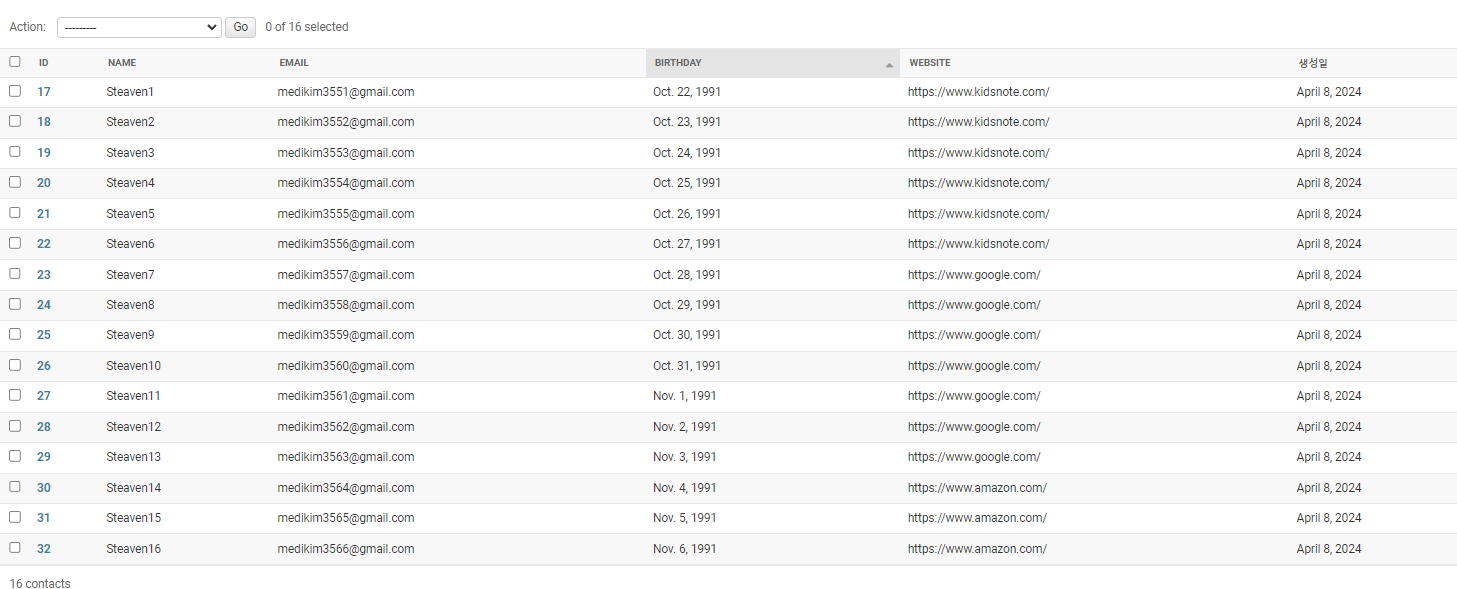 Action: --------- Go 0 of 16 selected
ID NAME EMAIL BIRTHDAY WEBSITE 생성일
17 Steaven1 medikim3551@gmail.com Oct. 22, 1991 https://www.kidsnote.com/ April 8, 2024
18 Steaven2 medikim3552@gmail.com Oct. 23, 1991 https://www.kidsnote.com/ April 8, 2024
19 Steaven3 medikim3553@gmail.com Oct. 24, 1991 https://www.kidsnote.com/ April 8, 2024
20 Steaven4 medikim3554@gmail.com Oct. 25, 1991 https://www.kidsnote.com/ April 8, 2024
21 Steaven5 medikim3555@gmail.com Oct. 26, 1991 https://www.kidsnote.com/ April 8, 2024
22 Steaven6 medikim3556@gmail.com Oct. 27, 1991 https://www.kidsnote.com/ April 8, 2024
23 Steaven7 medikim3557@gmail.com Oct. 28, 1991 https://www.google.com/ April 8, 2024
24 Steaven8 medikim3558@gmail.com Oct. 29, 1991 https://www.google.com/ April 8, 2024
25 Steaven9 medikim3559@gmail.com Oct. 30, 1991 https://www.google.com/ April 8, 2024
26 Steaven10 medikim3560@gmail.com Oct. 31, 1991 https://www.google.com/ April 8, 2024
27 Steaven11 medikim3561@gmail.com Nov. 1, 1991 https://www.google.com/ April 8, 2024
28 Steaven12 medikim3562@gmail.com Nov. 2, 1991 https://www.google.com/ April 8, 2024
29 Steaven13 medikim3563@gmail.com Nov. 3, 1991 https://www.google.com/ April 8, 2024
30 Steaven14 medikim3564@gmail.com Nov. 4, 1991 https://www.amazon.com/ April 8, 2024
31 Steaven15 medikim3565@gmail.com Nov. 5, 1991 https://www.amazon.com/ April 8, 2024
32 Steaven16 medikim3566@gmail.com Nov. 6, 1991 https://www.amazon.com/ April 8, 2024
16 contacts